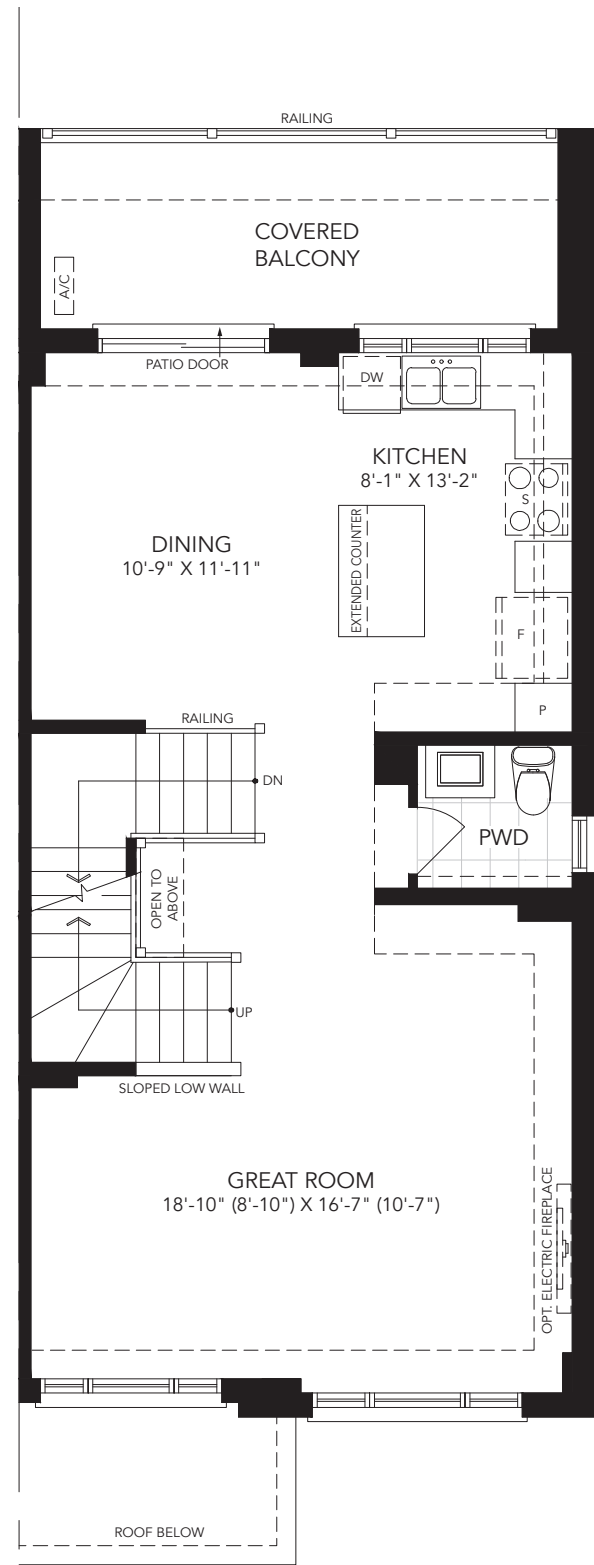 RAILING
COVERED
BALCONY
A/C
PATIO DOOR
DW
KITCHEN
8'-1" X 13'-2"
S
DINING
10'-9" X 11'-11"
EXTENDED COUNTER
F
P
RAILING
DN
PWD
OPEN TO
ABOVE
UP
SLOPED LOW WALL
GREAT ROOM
18'-10" (8'-10") X 16'-7" (10'-7")
OPT. ELECTRIC FIREPLACE
ROOF BELOW